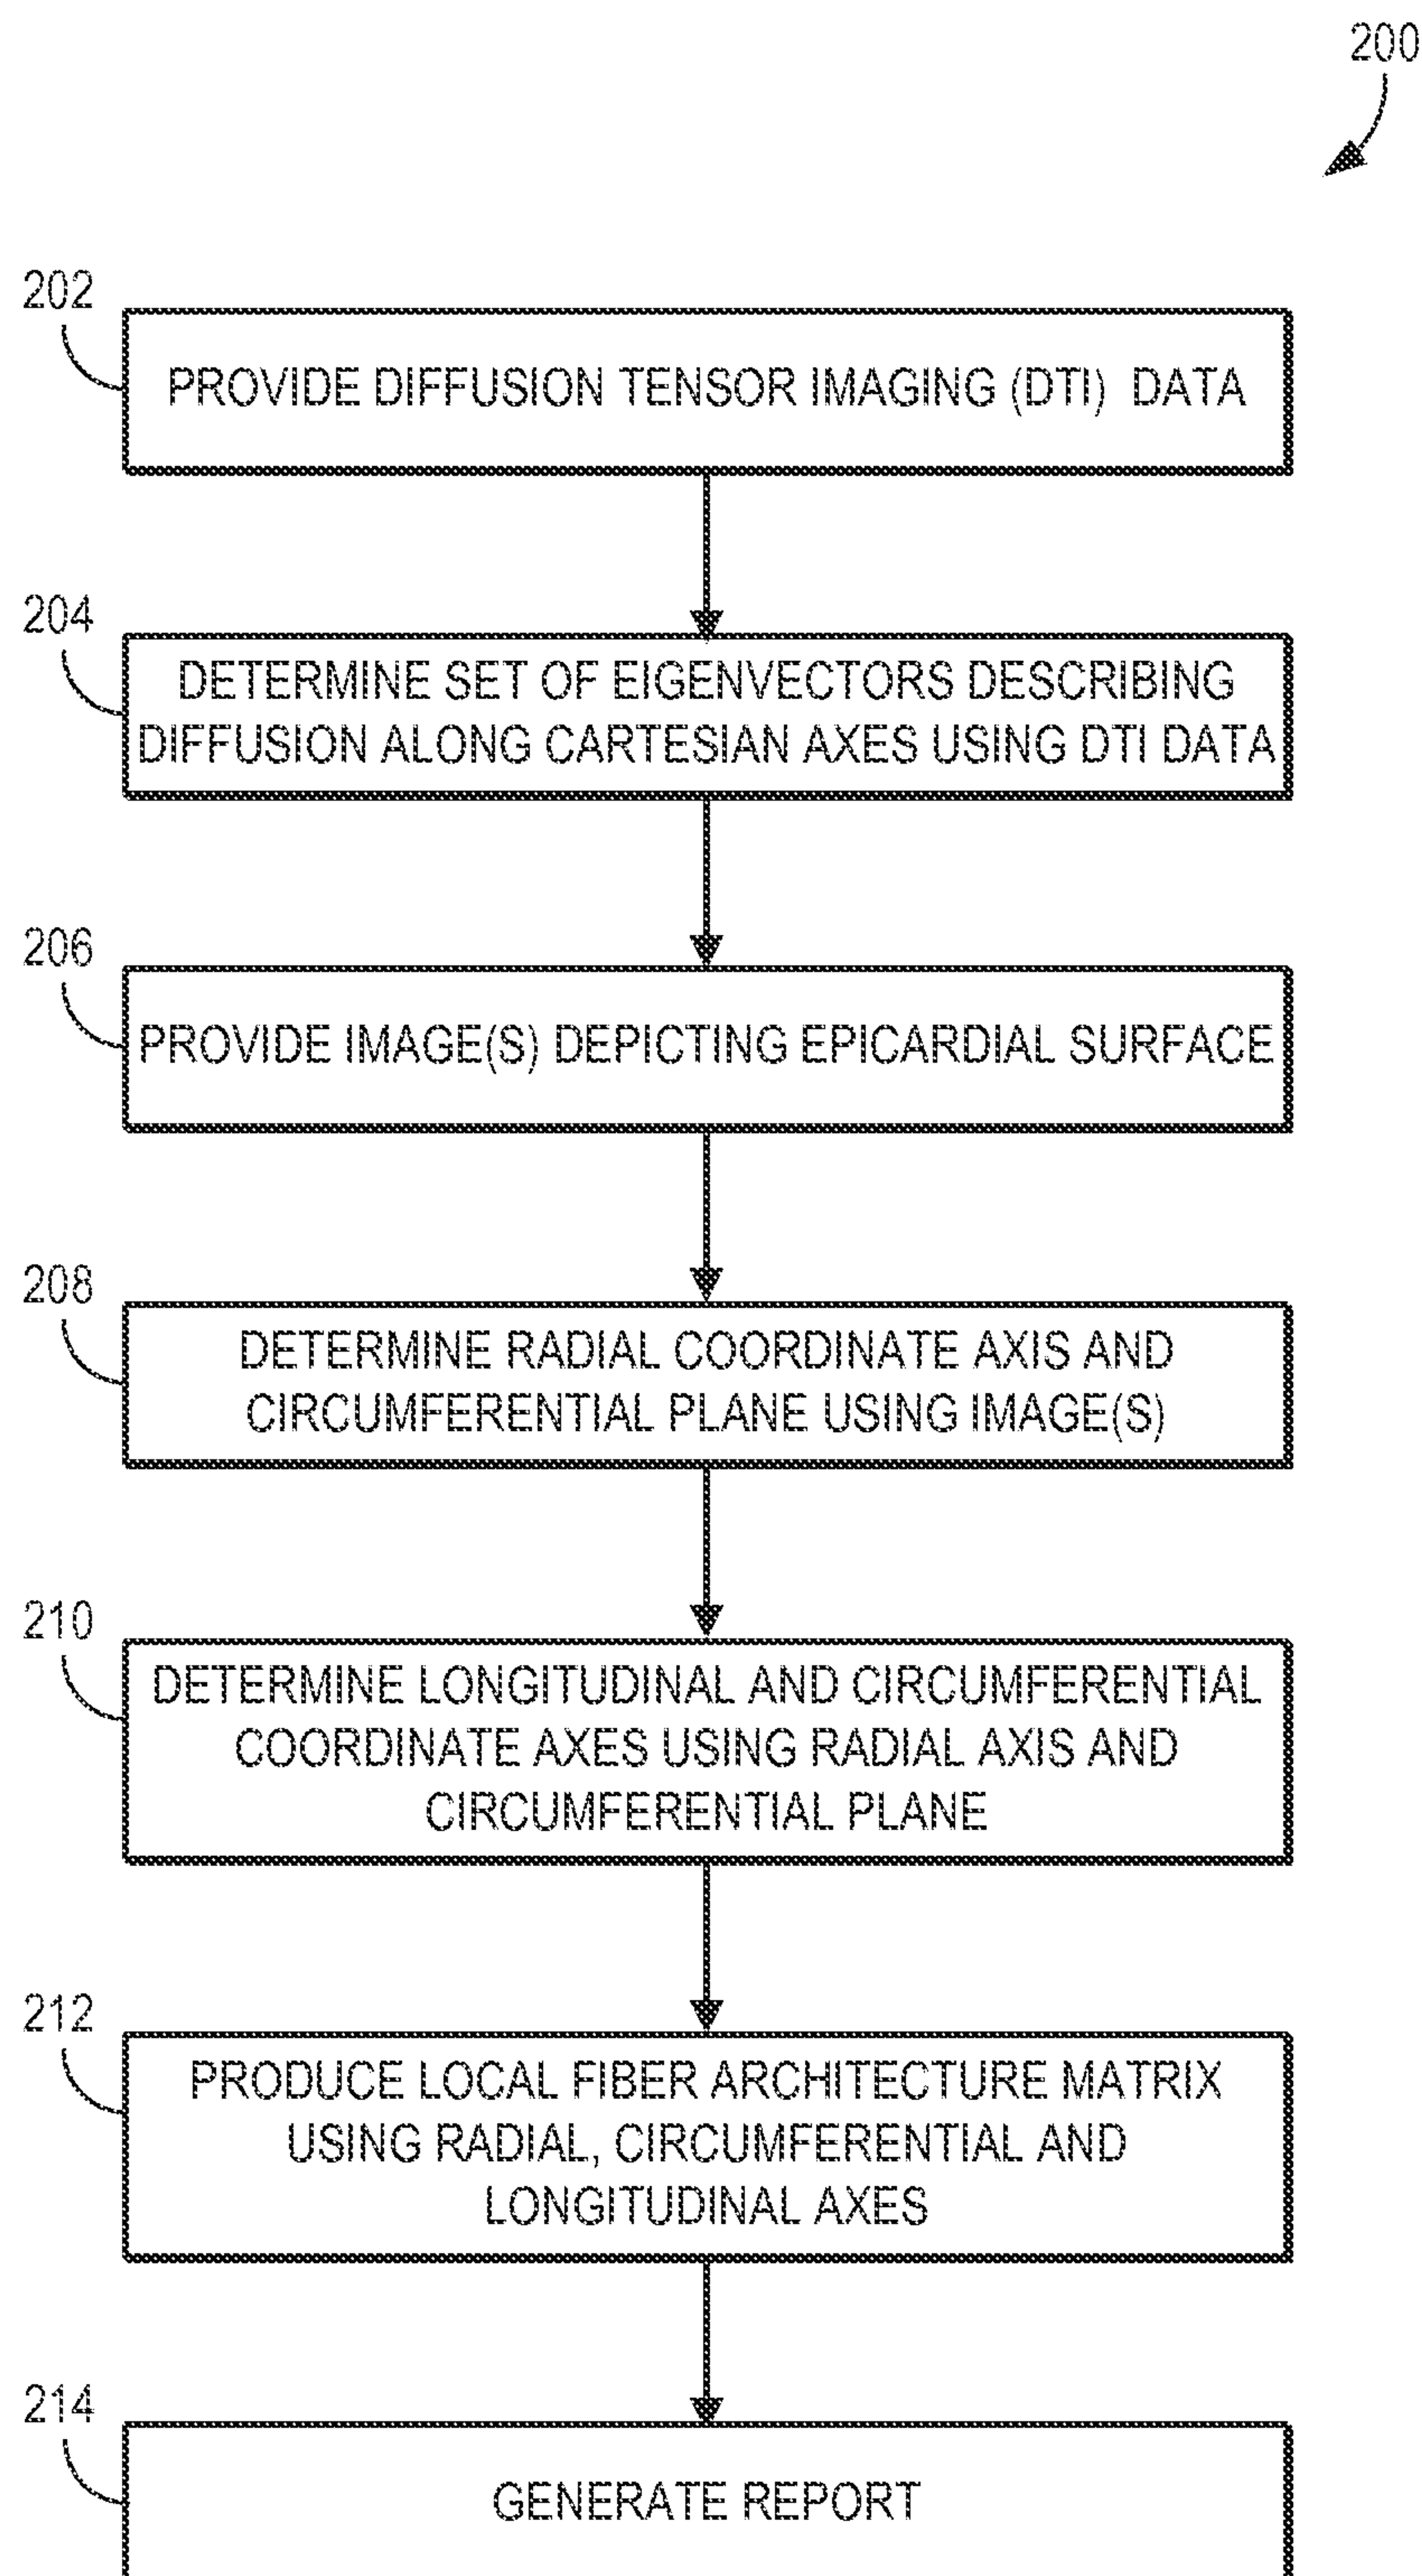 200
202
PROVIDE DIFFUSION TENSOR IMAGING (DTI) DATA
204
DETERMINE SET OF EIGENVECTORS DESCRIBING
DIFFUSION ALONG CARTESIAN AXES USING DTI DATA
206
PROVIDE IMAGE(S) DEPICTING EPICARDIAL SURFACE
208
DETERMINE RADIAL COORDINATE AXIS AND
CIRCUMFERENTIAL PLANE USING IMAGE(S)
210
DETERMINE LONGITUDINAL AND CIRCUMFERENTIAL
COORDINATE AXES USING RADIAL AXIS AND
CIRCUMFERENTIAL PLANE
212
PRODUCE LOCAL FIBER ARCHITECTURE MATRIX
USING RADIAL, CIRCUMFERENTIAL AND
LONGITUDINAL AXES
214
GENERATE REPORT